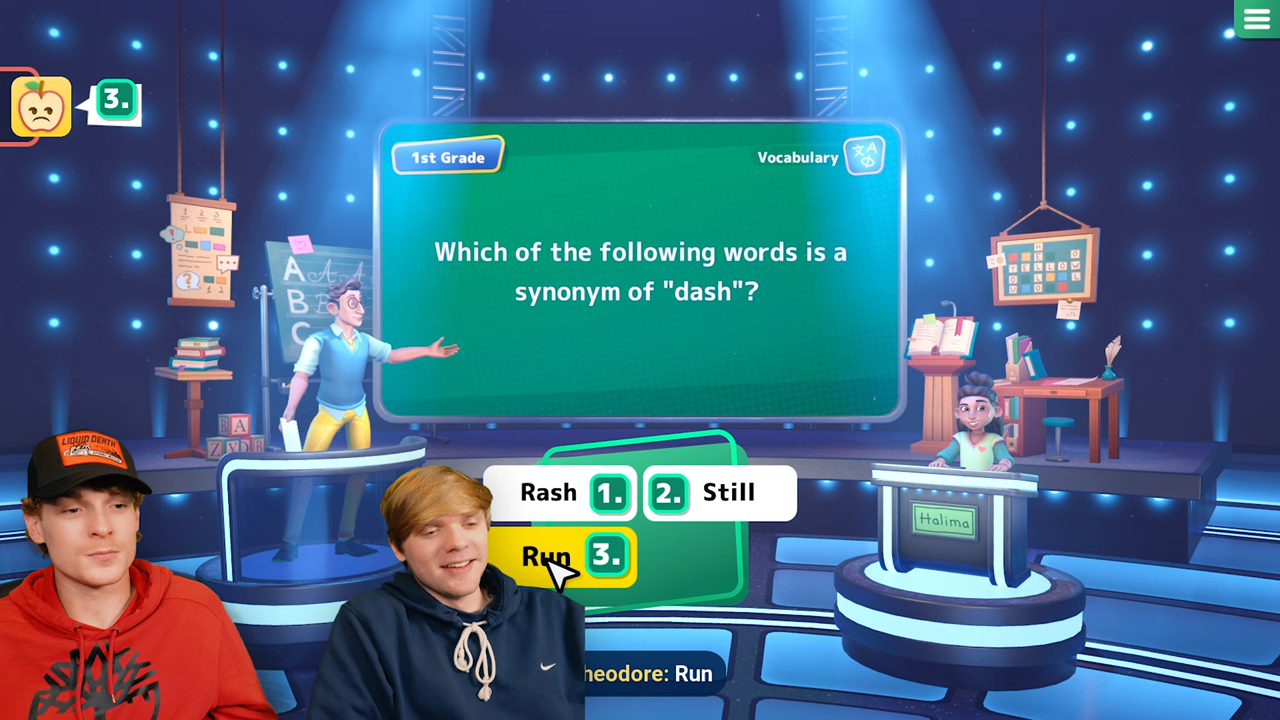 3.
1st Grade
Vocabulary
Which of the following words is a
synonym of "dash"?
A
B
C
YELLOW
Halima
LIQUID DEATH
Rash 1.
2. Still
Run 3.
heodore: Run